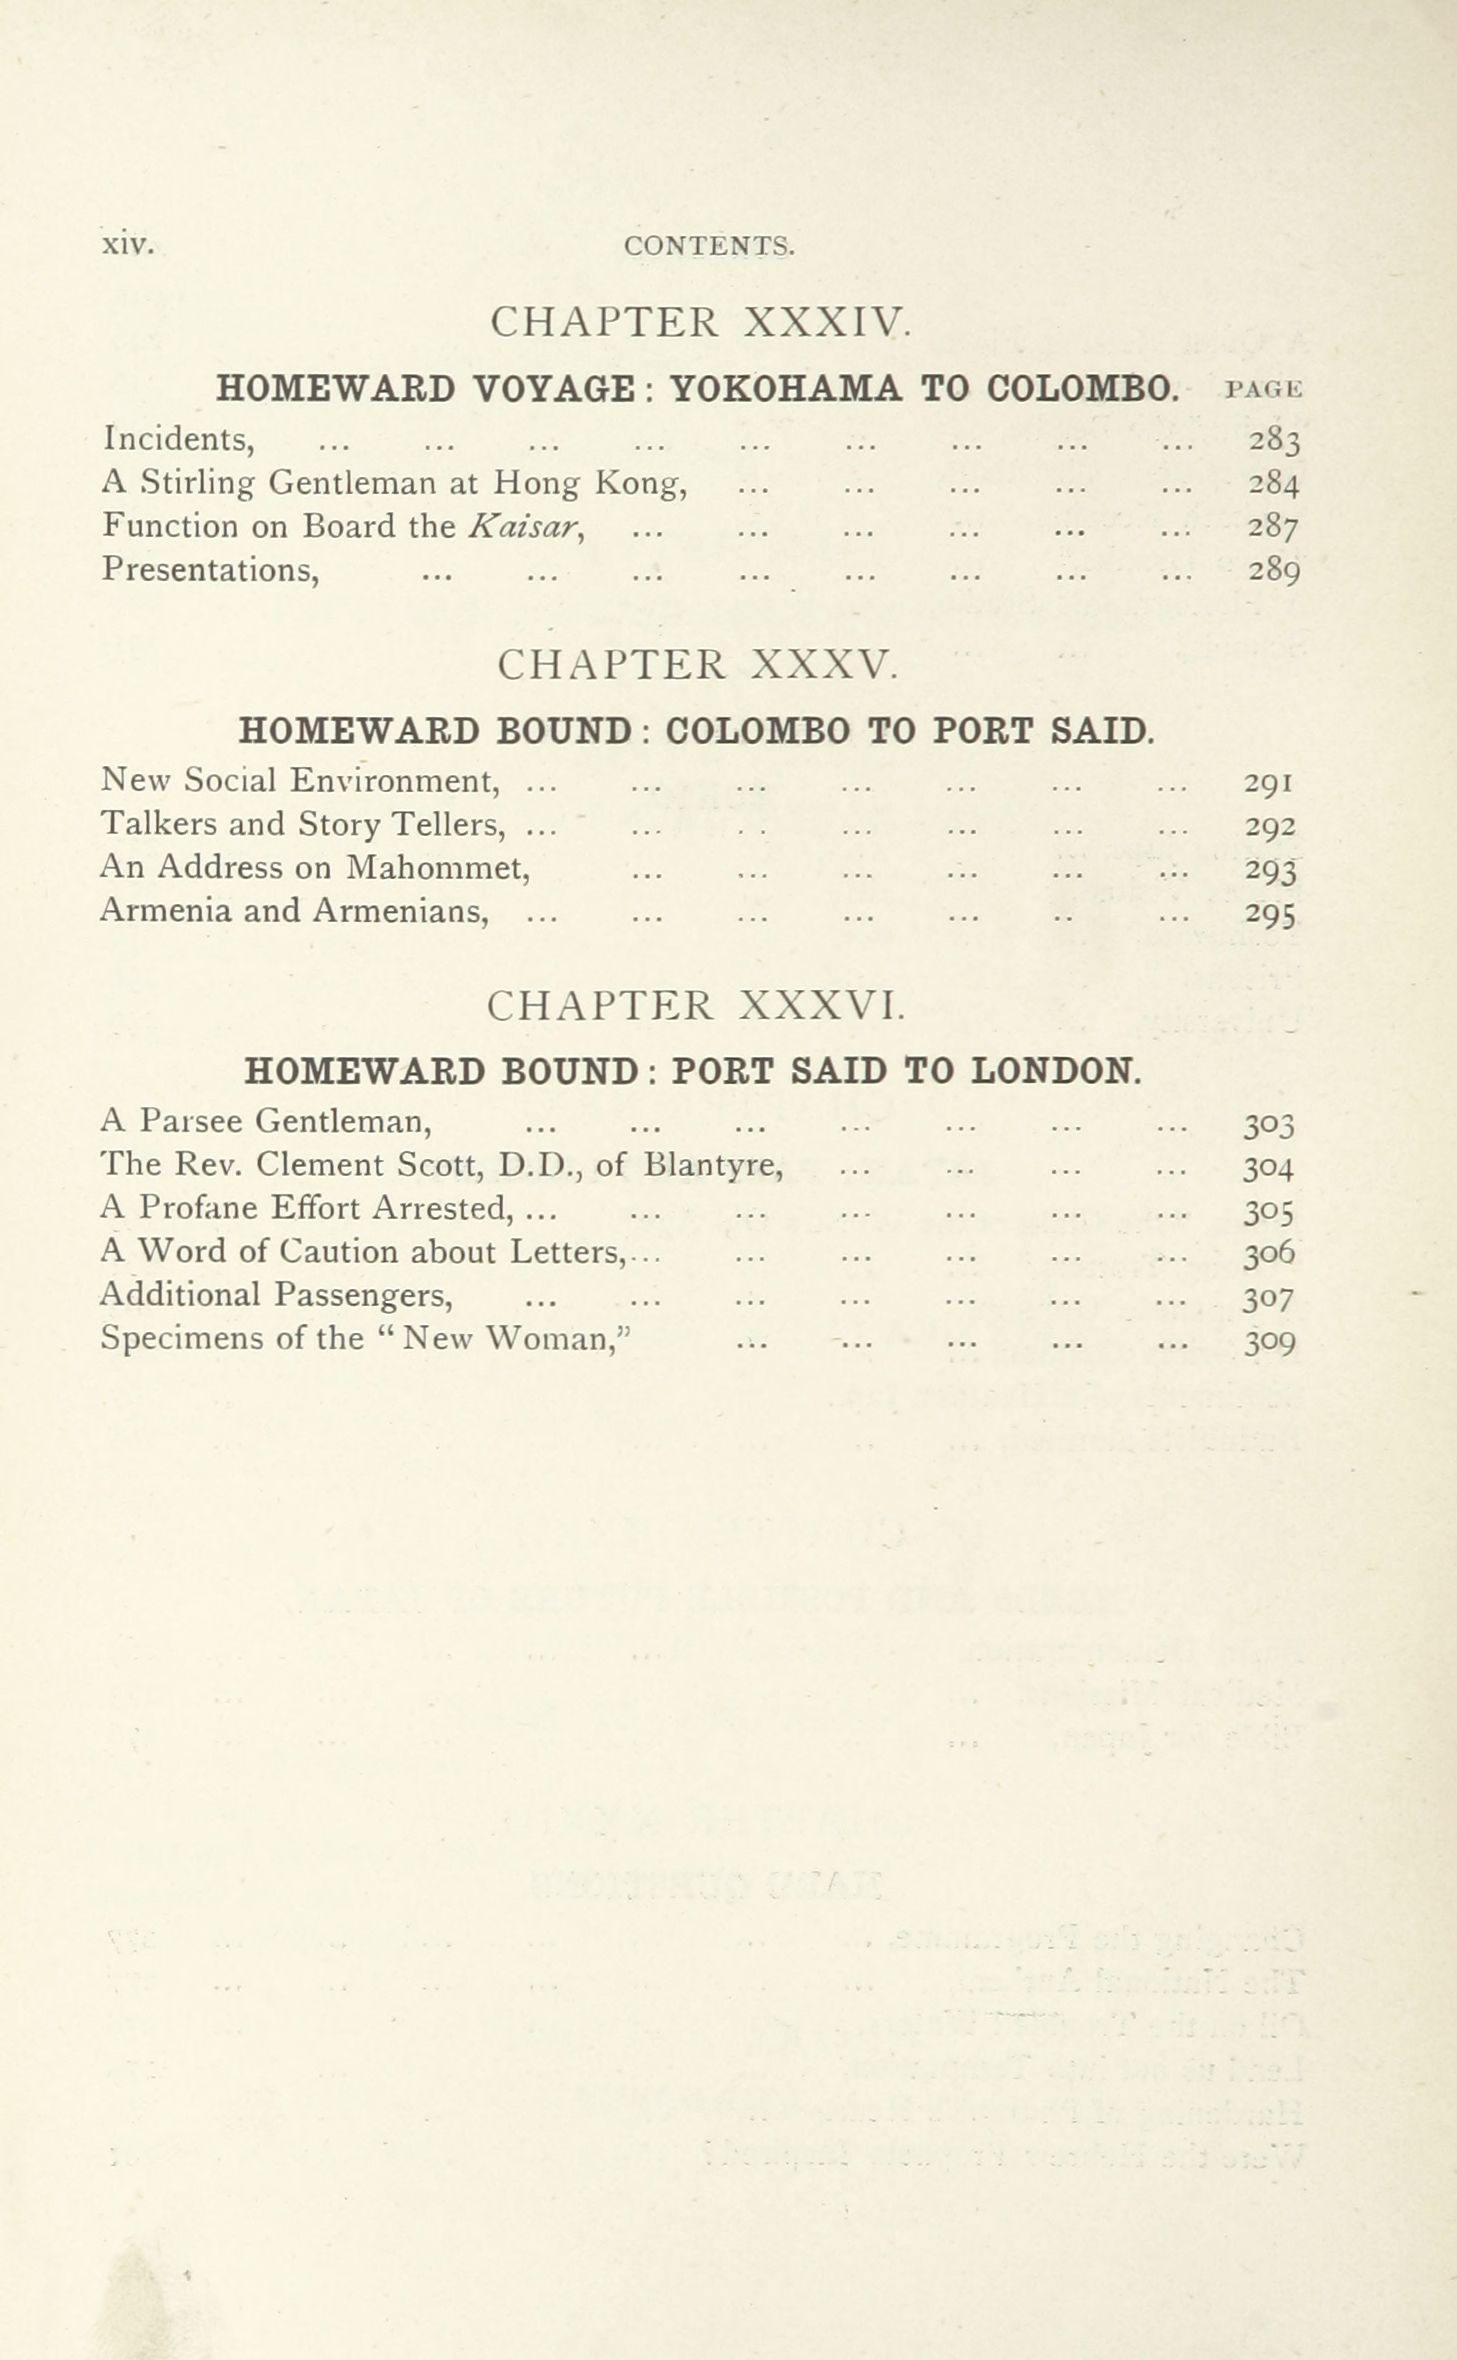 xiv. CONTENTS.
CHAPTER XXXIV.
HOMEWARD VOYAGE: YOKOHAMA TO COLOMBO. PAGE
Incidents, ... ... ... ... ... ... ... ... ... 283
A Stirling Gentleman at Hong Kong, ... ... ... ... ... 284
Function on Board the Kaisar, ... ... ... ... ... ... 287
Presentations, ... ... ... ... ... ... ... ... 289
CHAPTER XXXV.
HOMEWARD BOUND: COLOMBO TO PORT SAID.
New Social Environment, ... ... ... ... ... ... ... 291
Talkers and Story Tellers, ... ... . . ... ... ... ... 292
An Address on Mahommet, ... ... ... ... ... ... 293
Armenia and Armenians, ... ... ... ... ... .. ... 295
CHAPTER XXXVI.
HOMEWARD BOUND: PORT SAID TO LONDON.
A Parsee Gentleman, ... ... ... ... ... ... ... 303
The Rev. Clement Scott, D.D., of Blantyre, ... ... ... ... 304
A Profane Effort Arrested, ... ... ... ... ... ... ... 305
A Word of Caution about Letters,... ... ... ... ... ... 306
Additional Passengers, ... ... ... ... ... ... ... 307
Specimens of the "New Woman," ... ... ... ... ... 309